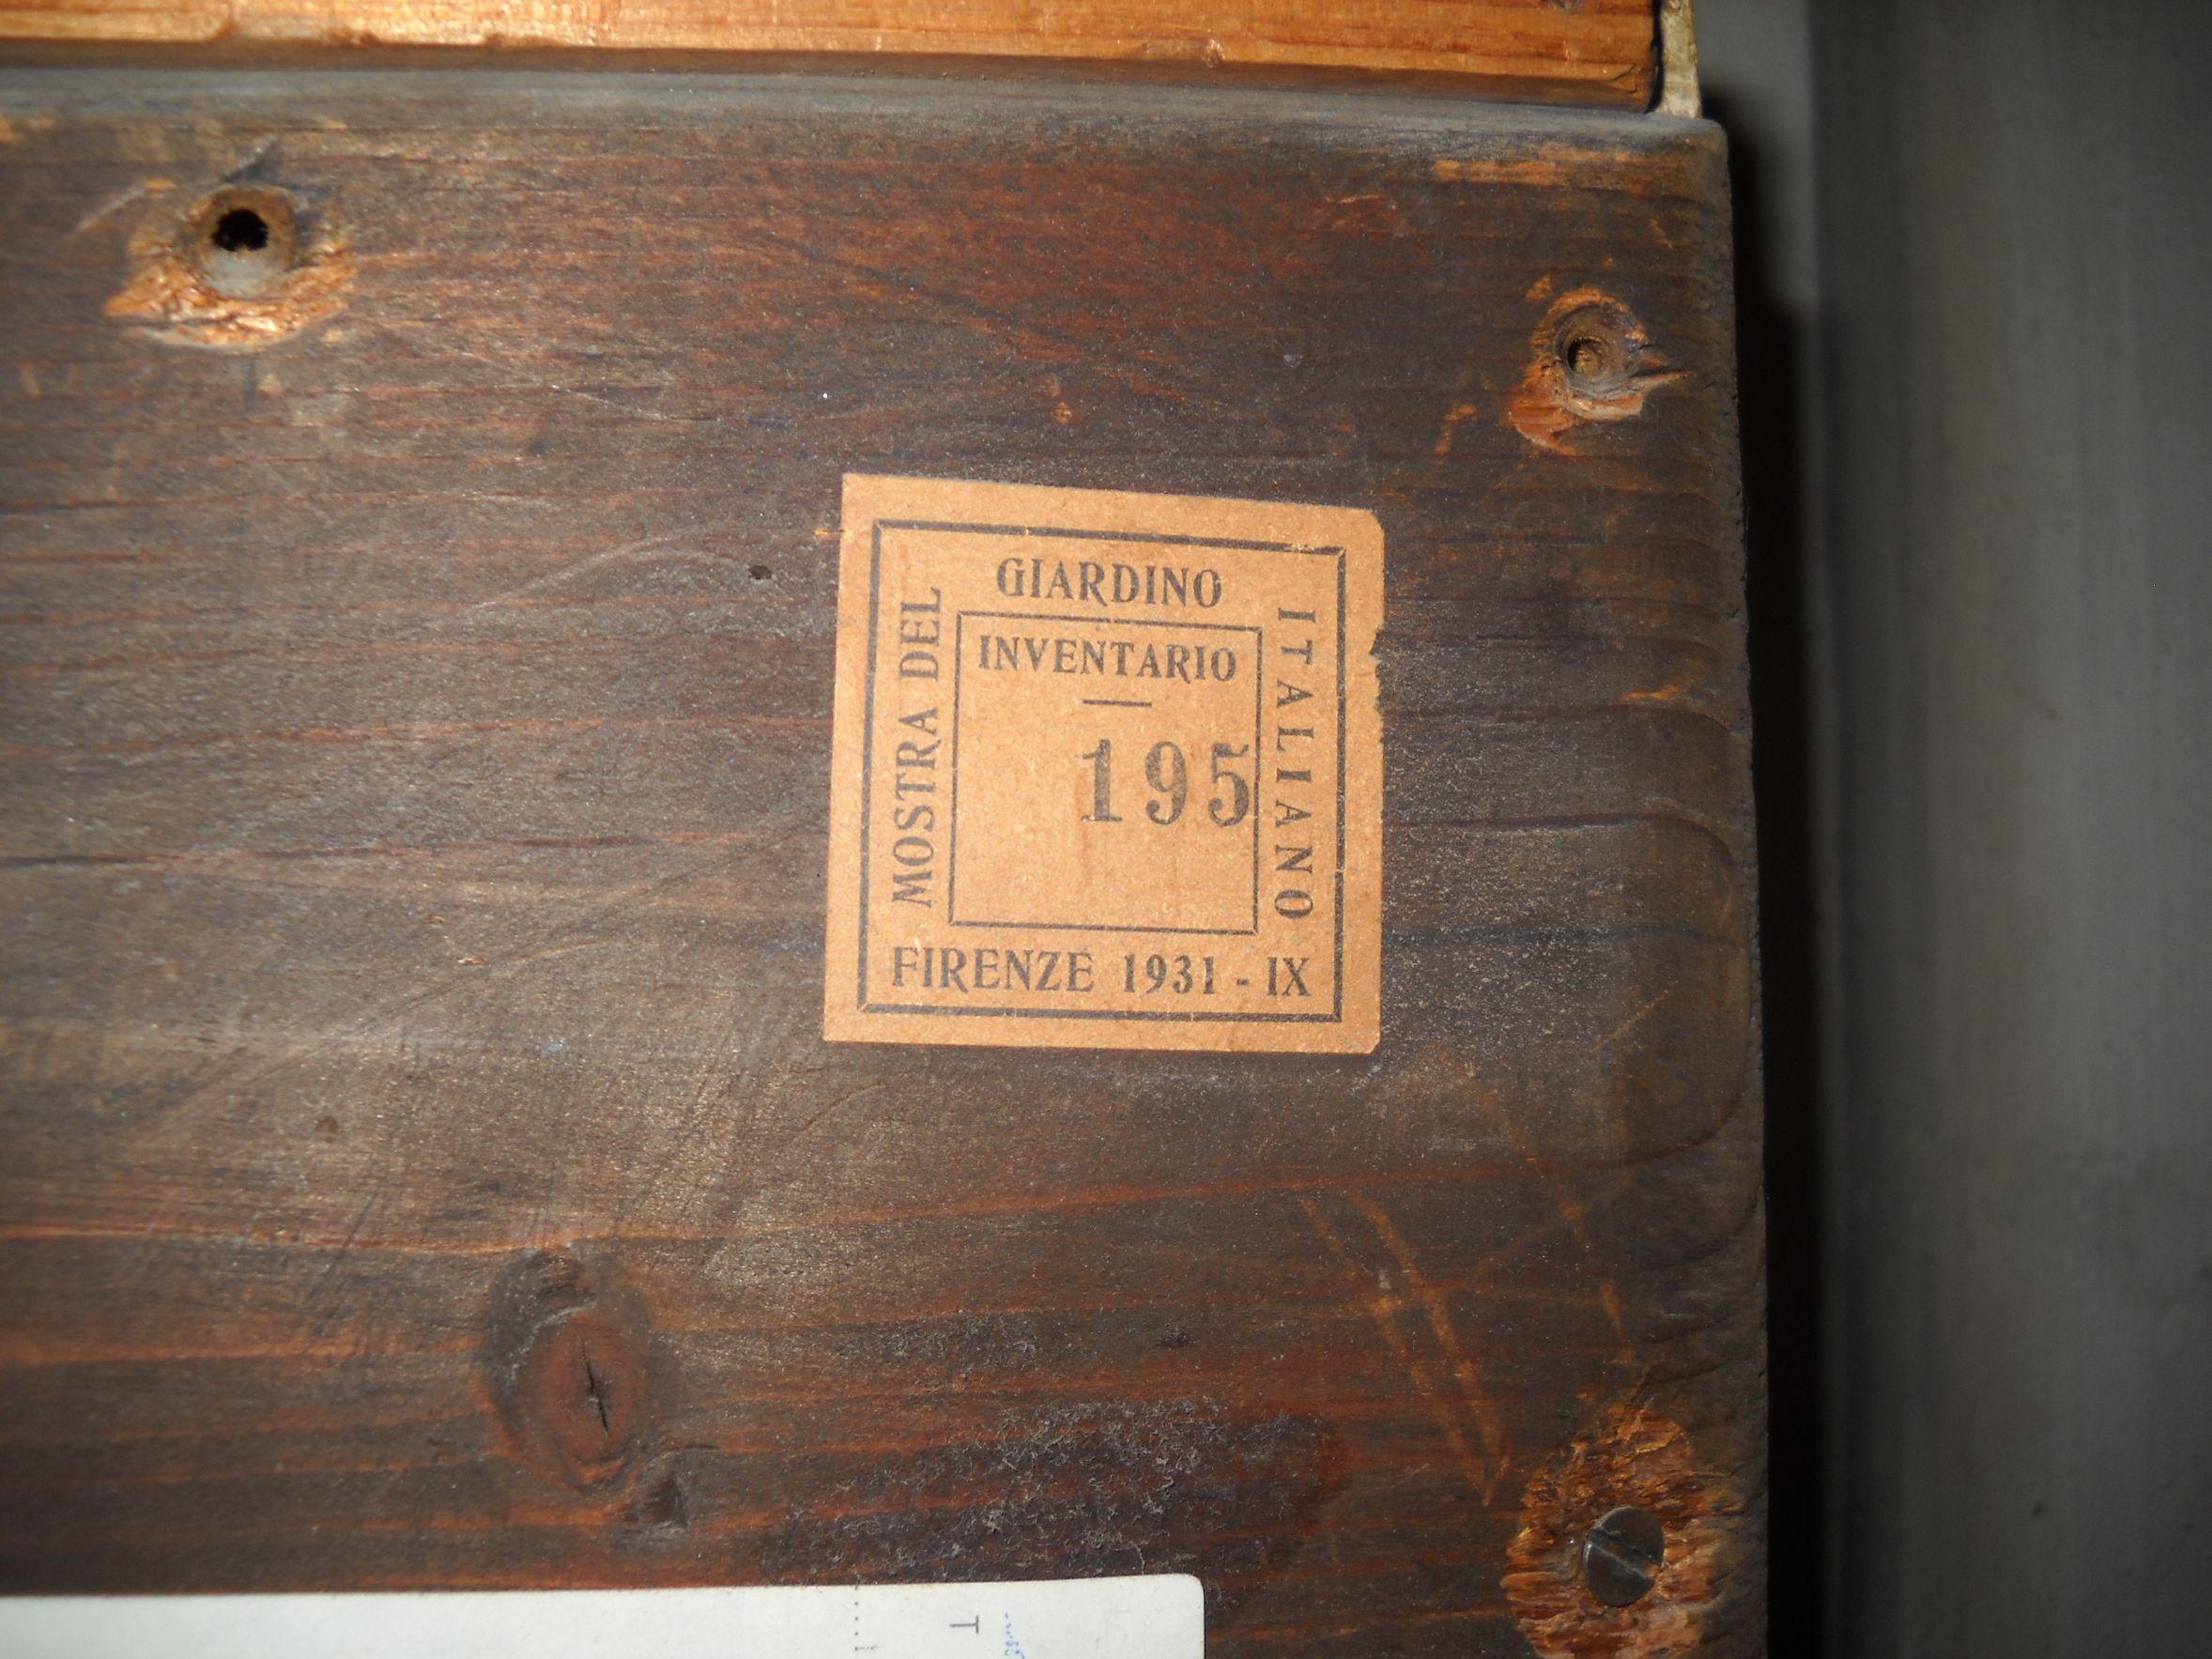 MOSTRA DEL
GIARDINO
ITALIANO
INVENTARIO
195
FIRENZE 1931 - IX
T